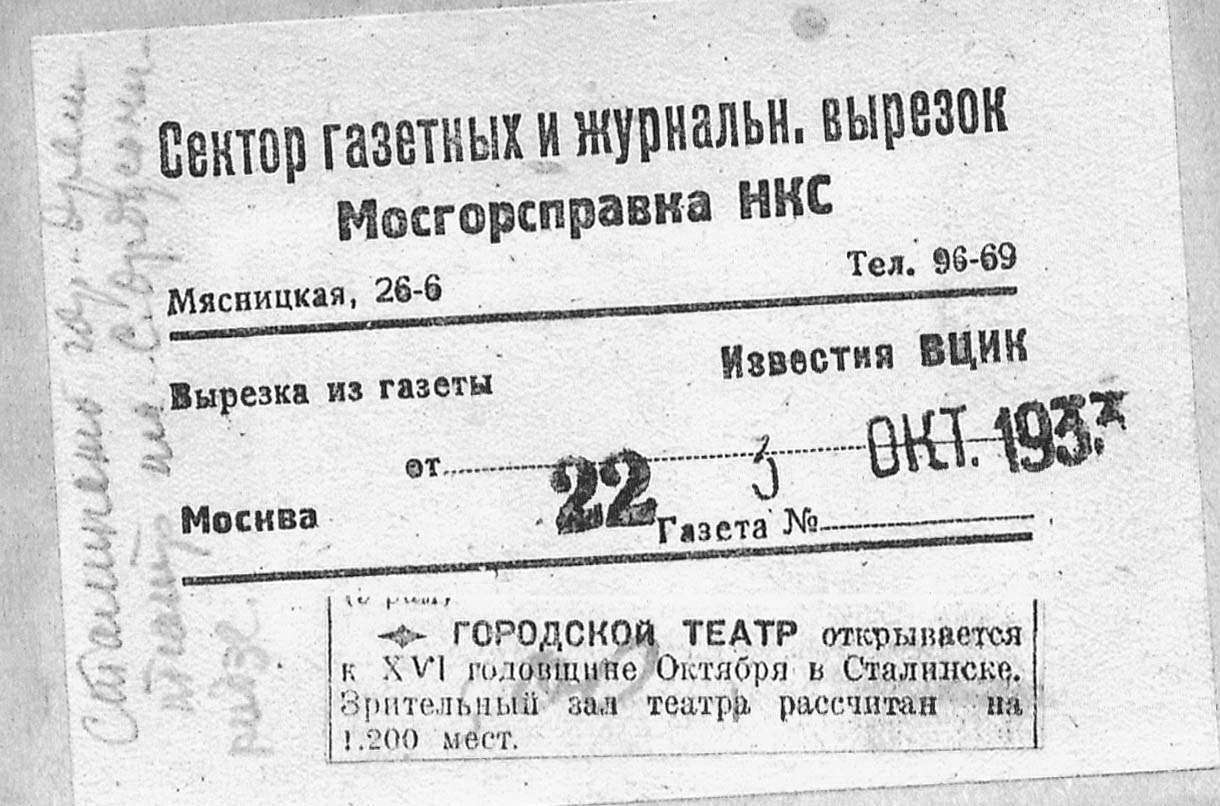 Сектор газетных и журнальн. вырезок
Мосгорсправка НКС
Мясницкая, 26-6 Тел. 96-69
Вырезка из газеты Известия ВЦИК
от 22 ОКТ. 1933
Москва Газета №
ГОРОДСКОЙ ТЕАТР открывается
к XVI годовщине Октября в Сталинске.
Зрительный зал театра рассчитан на
1.200 мест.